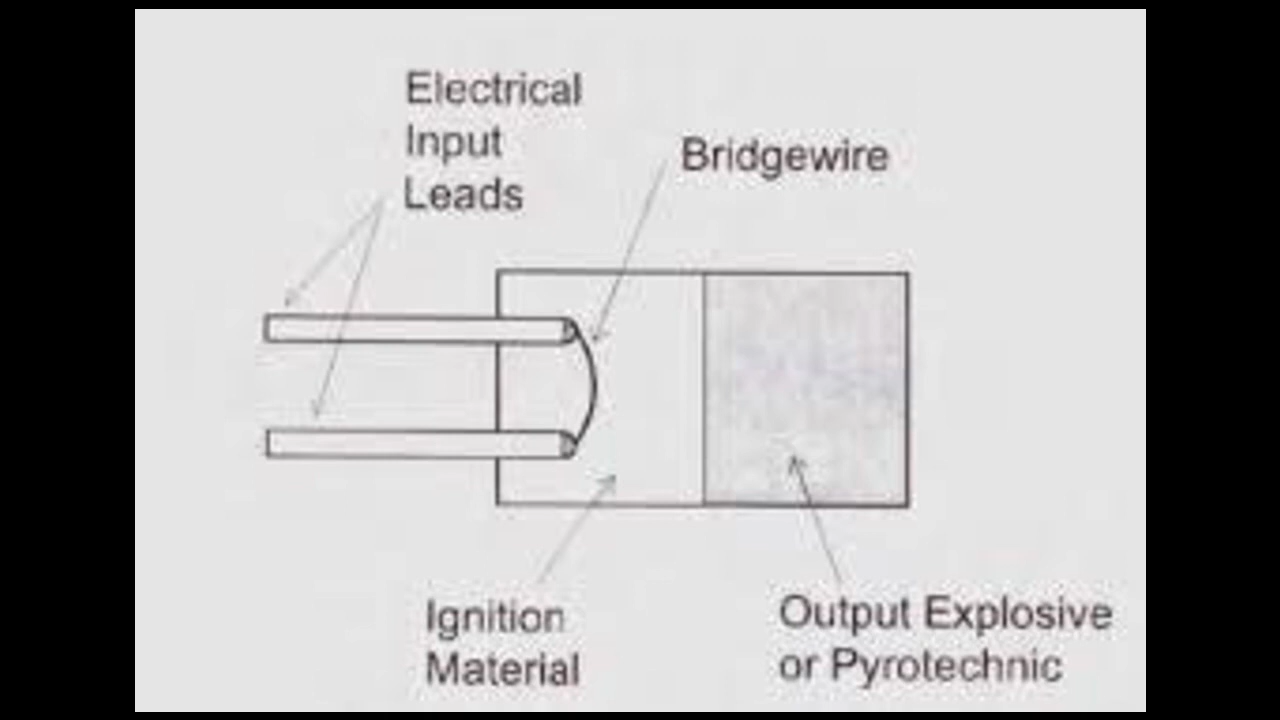 Electrical
Input
Leads
Bridgewire
Ignition
Material
Output Explosive
or Pyrotechnic